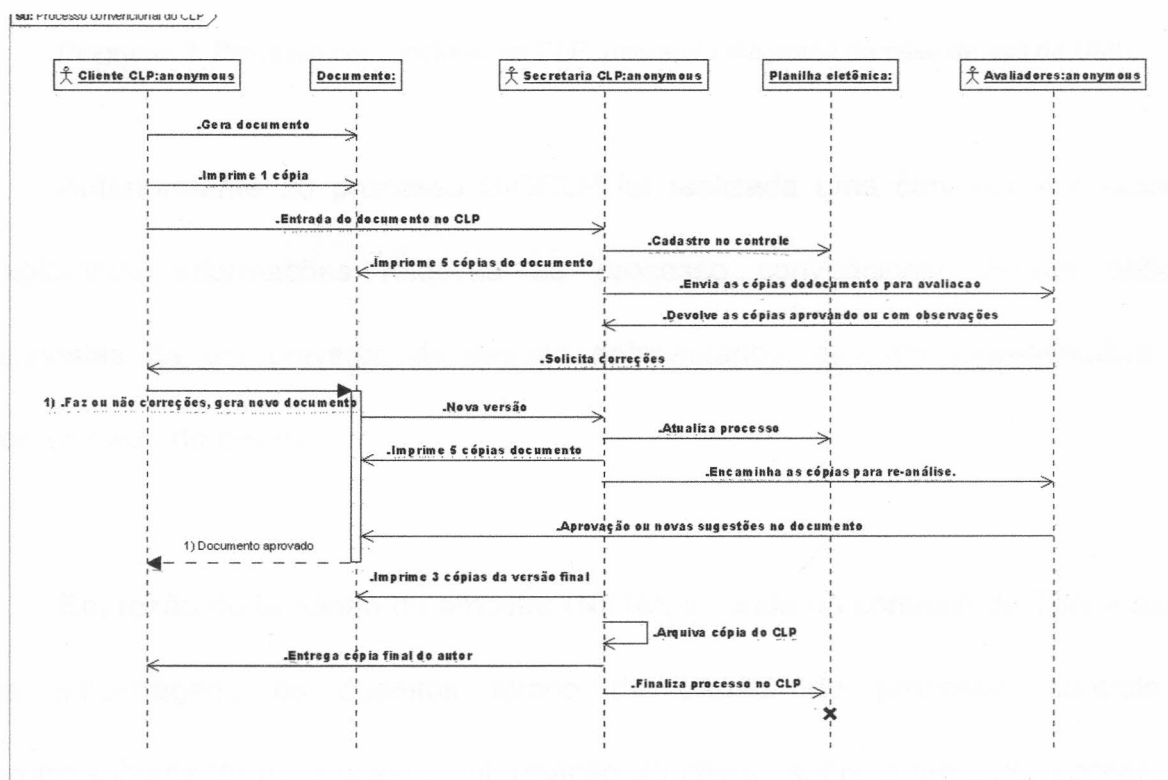 sd: Processo convencional do CLP
Cliente CLP:anonymous
Documento:
Secretaria CLP:anonymous
Planilha eletônica:
Avaliadores:anonymous
.Gera documento
.Imprime 1 cópia
.Entrada do documento no CLP
.Cadastro no controle
.Impriome 5 cópias do documento
.Envia as cópias dodocumento para avaliacao
.Devolve as cópias aprovando ou com observações
.Solicita correções
1) .Faz ou não correções, gera novo documento
.Nova versão
.Atualiza processo
.Imprime 5 cópias documento
.Encaminha as cópias para re-análise.
.Aprovação ou novas sugestões no documento
1) Documento aprovado
.Imprime 3 cópias da versão final
.Arquiva cópia do CLP
.Entrega cópia final do autor
.Finaliza processo no CLP